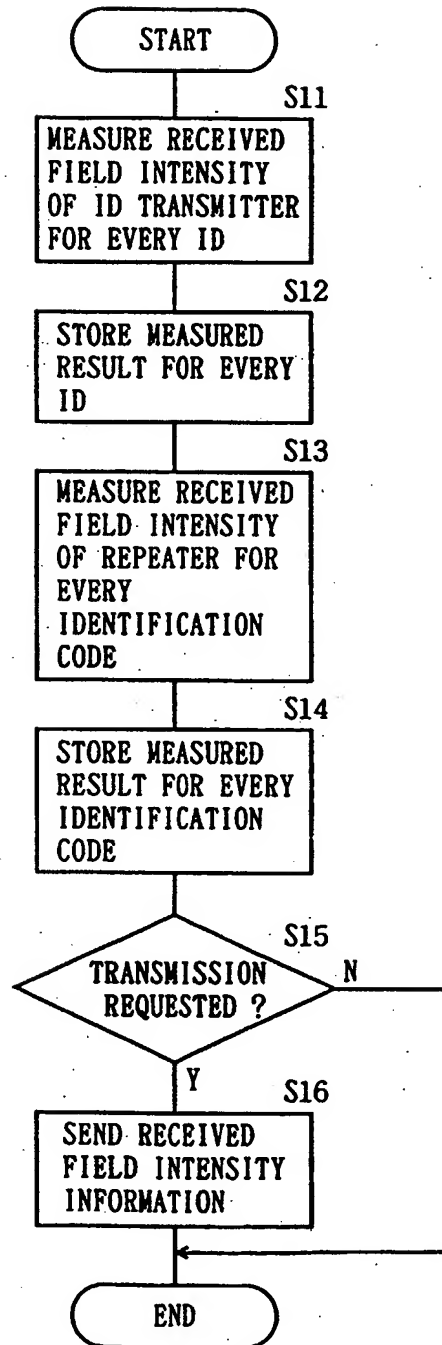 START
S11
MEASURE RECEIVED
FIELD INTENSITY
OF ID TRANSMITTER
FOR EVERY ID
S12
STORE MEASURED
RESULT FOR EVERY
ID
S13
MEASURE RECEIVED
FIELD INTENSITY
OF REPEATER FOR
EVERY
IDENTIFICATION
CODE
S14
STORE MEASURED
RESULT FOR EVERY
IDENTIFICATION
CODE
S15
TRANSMISSION
REQUESTED ?
N
Y
S16
SEND RECEIVED
FIELD INTENSITY
INFORMATION
END